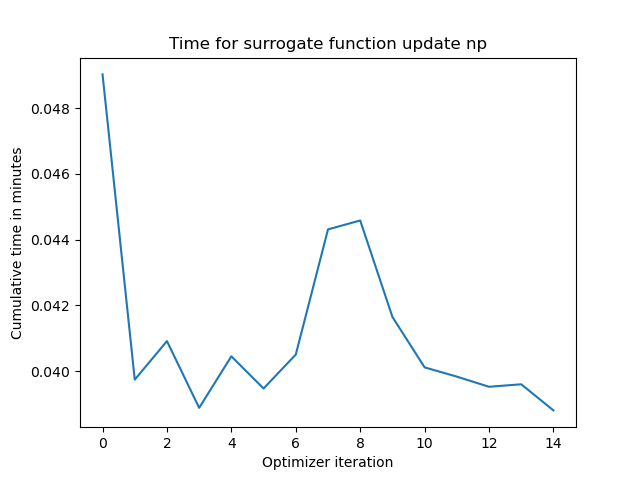 Time for surrogate function update np
Cumulative time in minutes
0.048
0.046
0.044
0.042
0.040
0 2 4 6 8 10 12 14
Optimizer iteration